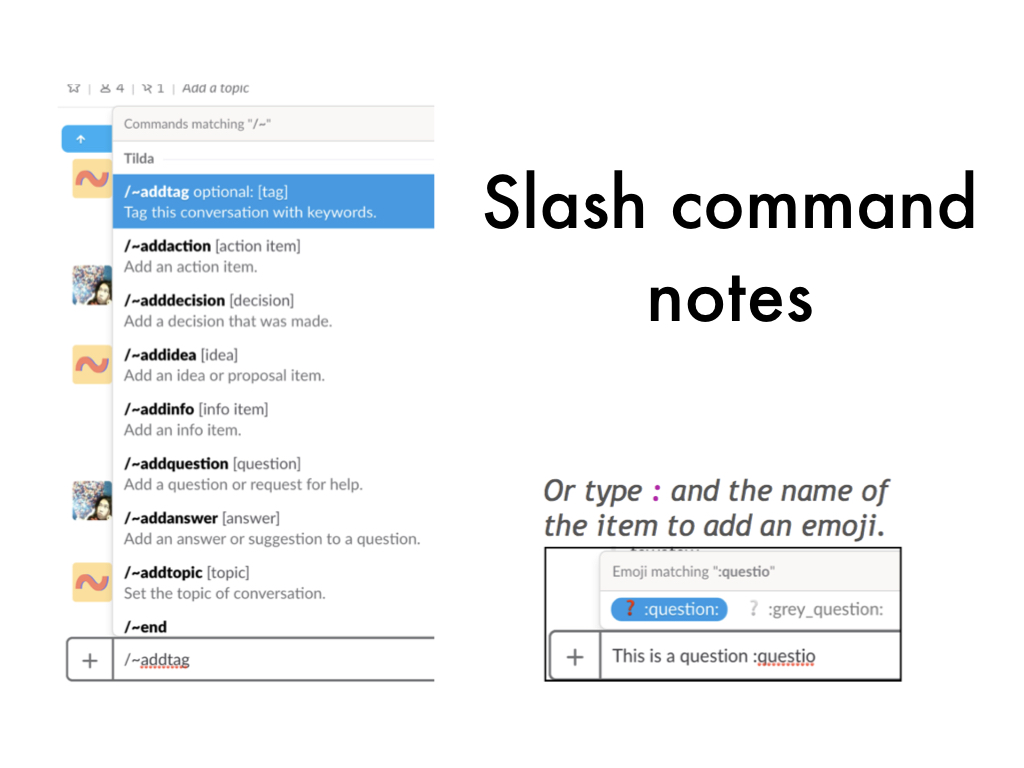 4 | 1 | Add a topic
Commands matching "/~"
Tilda
/~addtag optional: [tag]
Tag this conversation with keywords.
/~addaction [action item]
Add an action item.
/~adddecision [decision]
Add a decision that was made.
/~addidea [idea]
Add an idea or proposal item.
/~addinfo [info item]
Add an info item.
/~addquestion [question]
Add a question or request for help.
/~addanswer [answer]
Add an answer or suggestion to a question.
/~addtopic [topic]
Set the topic of conversation.
/~end
/~addtag
Slash command
notes
Or type : and the name of
the item to add an emoji.
Emoji matching ":questio"
❓ :question: ❔ :grey_question:
This is a question :questio